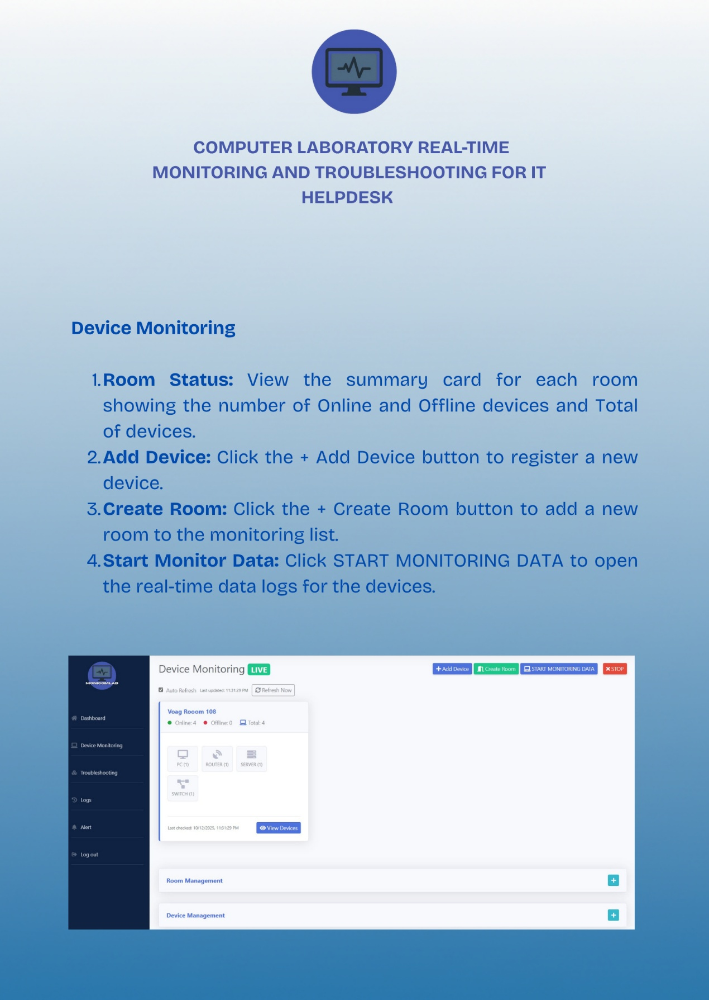 COMPUTER LABORATORY REAL-TIME
MONITORING AND TROUBLESHOOTING FOR IT
HELPDESK
Device Monitoring
1. Room Status: View the summary card for each room
showing the number of Online and Offline devices and Total
of devices.
2. Add Device: Click the + Add Device button to register a new
device.
3. Create Room: Click the + Create Room button to add a new
room to the monitoring list.
4. Start Monitor Data: Click START MONITORING DATA to open
the real-time data logs for the devices.
MONICOMLAB
Dashboard
Device Monitoring
Troubleshooting
Logs
Alert
Log out
Device Monitoring LIVE
+ Add Device Create Room START MONITORING DATA × STOP
Auto Refresh Last updated: 11:31:29 PM Refresh Now
Voag Rooom 108
Online: 4 Offline: 0 Total: 4
PC (1) ROUTER (1) SERVER (1)
SWITCH (1)
Last checked: 10/12/2025, 11:31:29 PM View Devices
Room Management +
Device Management +